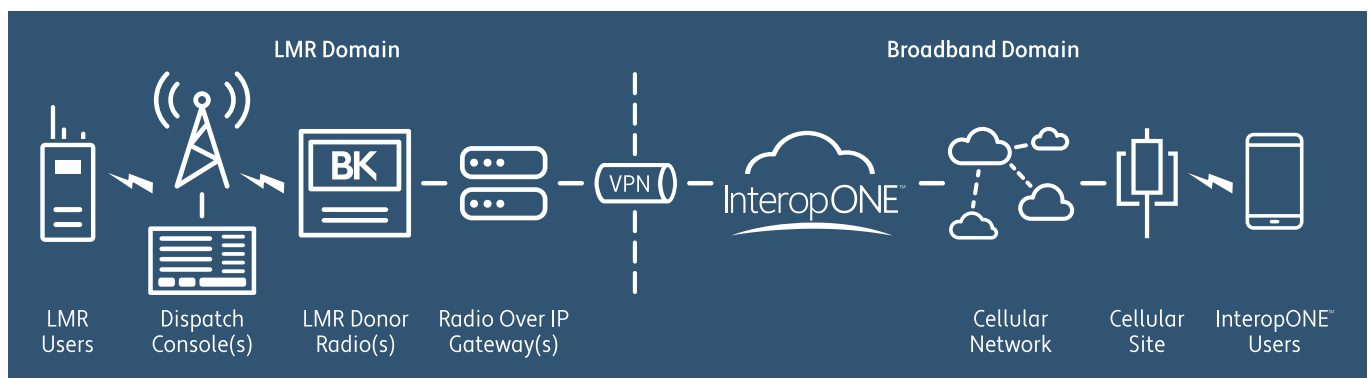 LMR Domain
Broadband Domain
BK
VPN
InteropONE™
LMR
Users
Dispatch
Console(s)
LMR Donor
Radio(s)
Radio Over IP
Gateway(s)
Cellular
Network
Cellular
Site
InteropONE™
Users